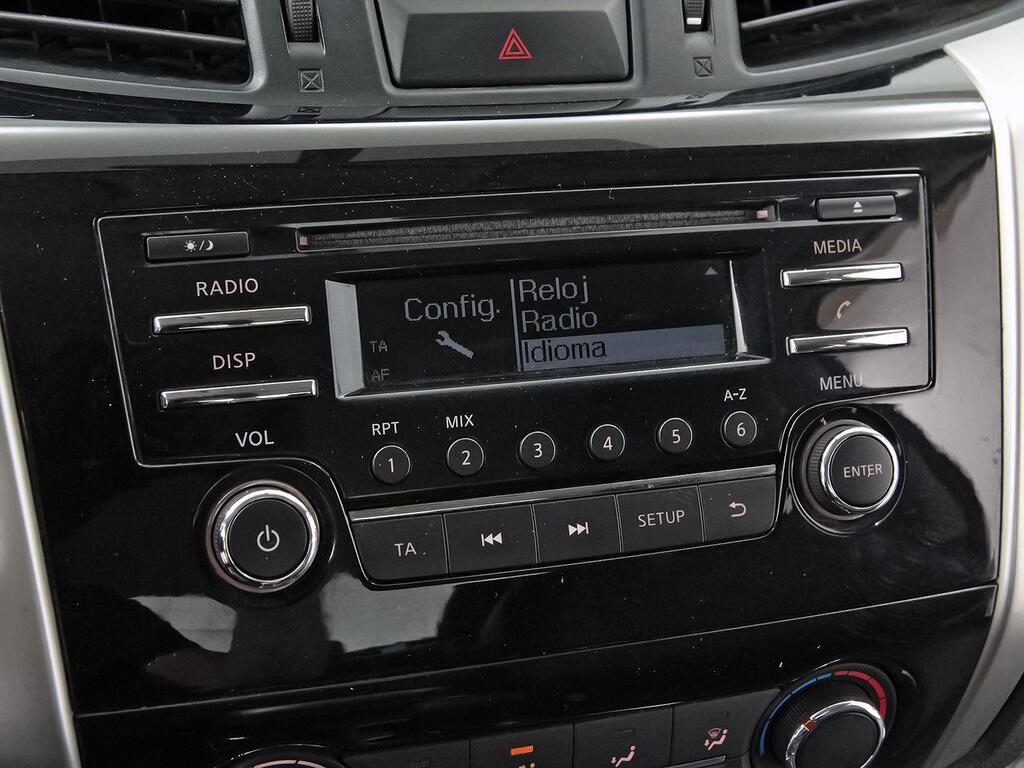 RADIO
MEDIA
Config.
Reloj
Radio
Idioma
TA
AF
DISP
MENU
VOL
RPT
MIX
A-Z
1
2
3
4
5
6
ENTER
TA
SETUP